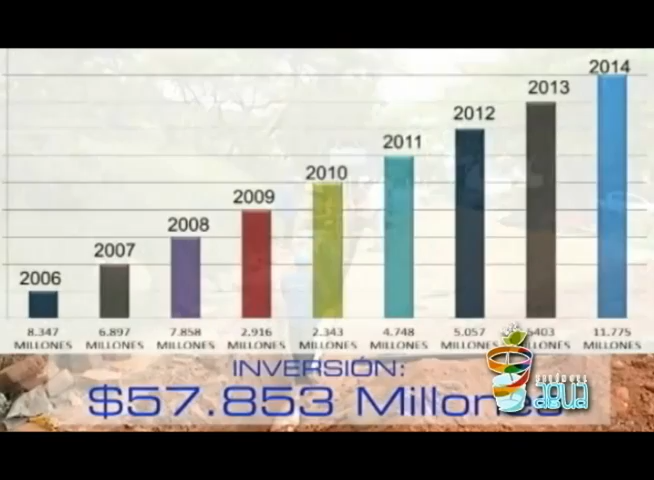 2006
2007
2008
2009
2010
2011
2012
2013
2014
8.347 6.897 7.858 2.916 2.343 4.748 5.057 6403 11.775
MILLONES MILLONES MILLONES MILLONES MILLONES MILLONES MILLONES MILLONES MILLONES
INVERSIÓN:
$57.853 Millones
agua